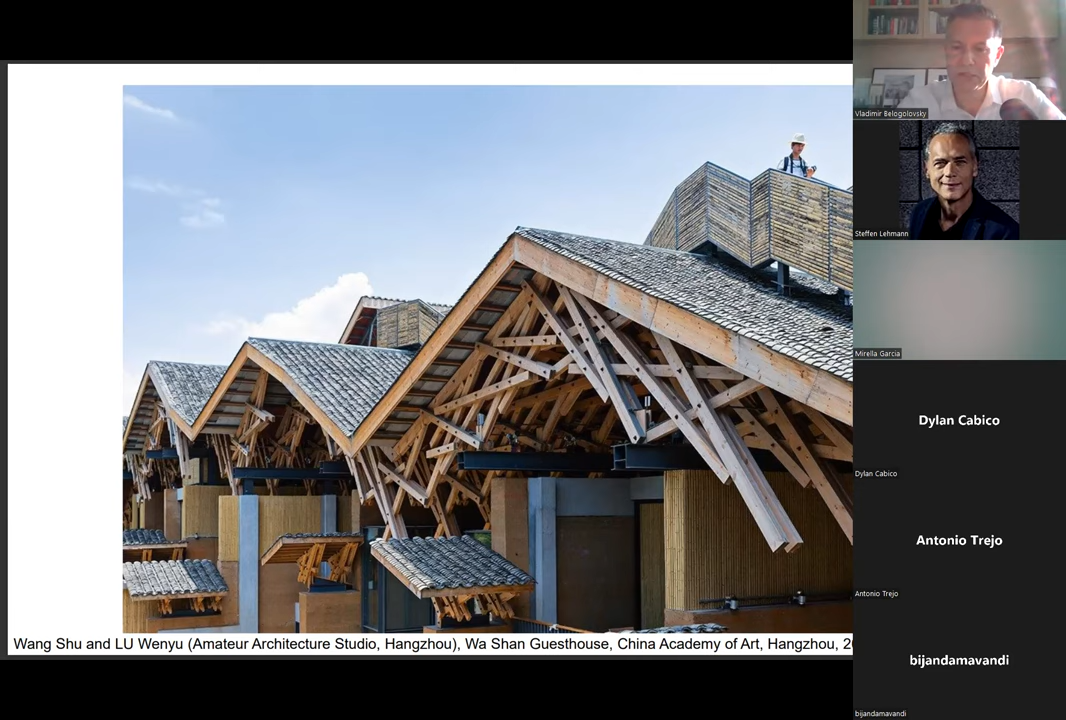 Vladimir Belogolovsky
Steffen Lehmann
Mirella Garcia
Dylan Cabico
Dylan Cabico
Antonio Trejo
Antonio Trejo
bijandamavandi
bijandamavandi
Wang Shu and LU Wenyu (Amateur Architecture Studio, Hangzhou), Wa Shan Guesthouse, China Academy of Art, Hangzhou,